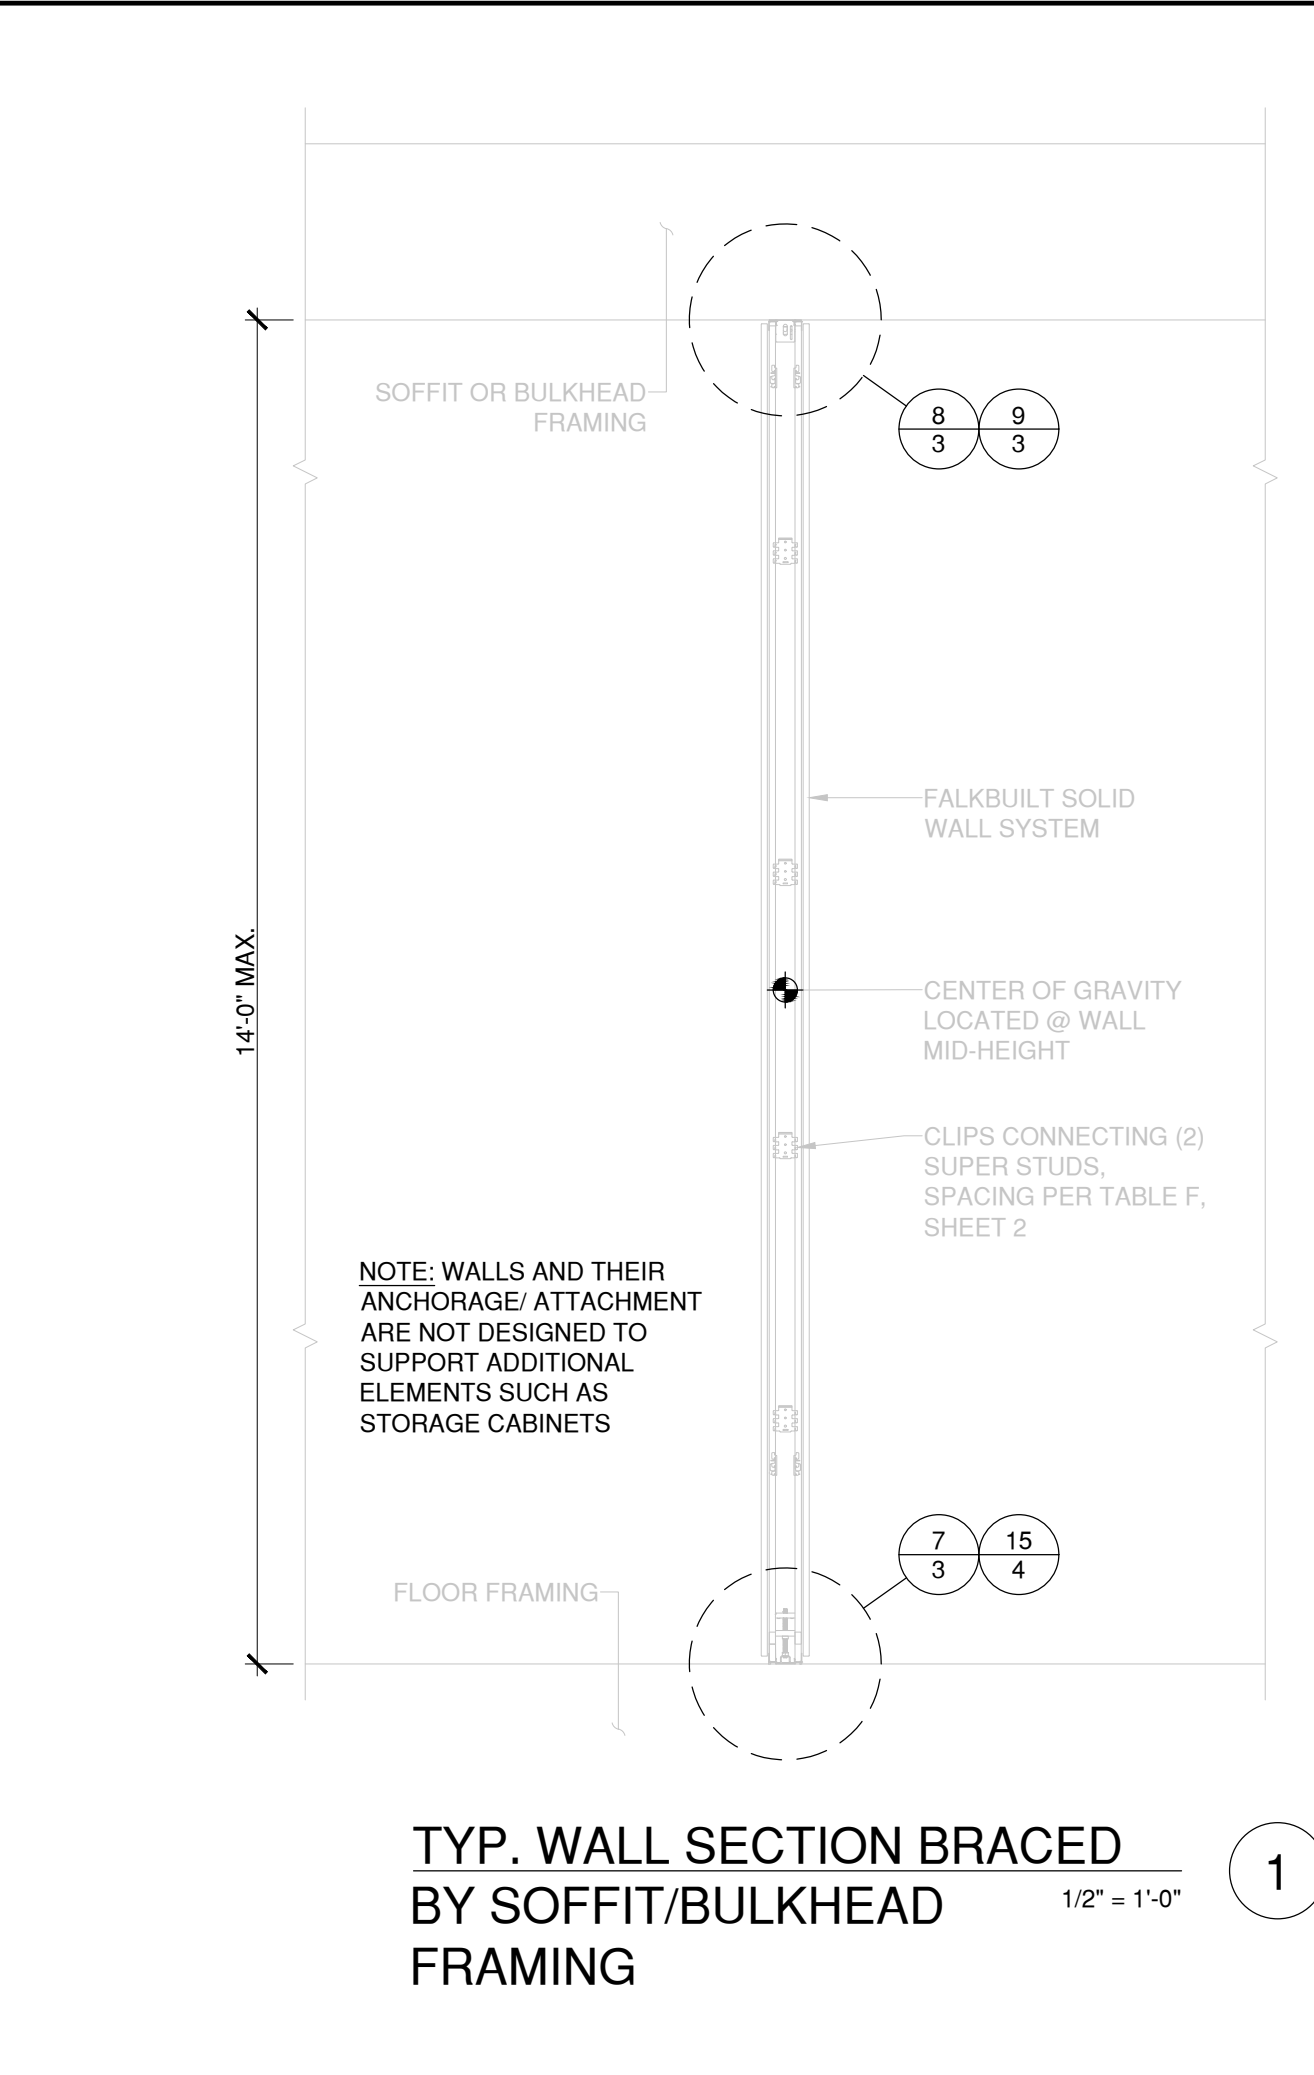 SOFFIT OR BULKHEAD
FRAMING
8
3
9
3
14'-0" MAX.
FALKBUILT SOLID
WALL SYSTEM
CENTER OF GRAVITY
LOCATED @ WALL
MID-HEIGHT
CLIPS CONNECTING (2)
SUPER STUDS,
SPACING PER TABLE F,
SHEET 2
NOTE: WALLS AND THEIR
ANCHORAGE/ ATTACHMENT
ARE NOT DESIGNED TO
SUPPORT ADDITIONAL
ELEMENTS SUCH AS
STORAGE CABINETS
7
3
15
4
FLOOR FRAMING
TYP. WALL SECTION BRACED
BY SOFFIT/BULKHEAD
FRAMING
1/2" = 1'-0"
1